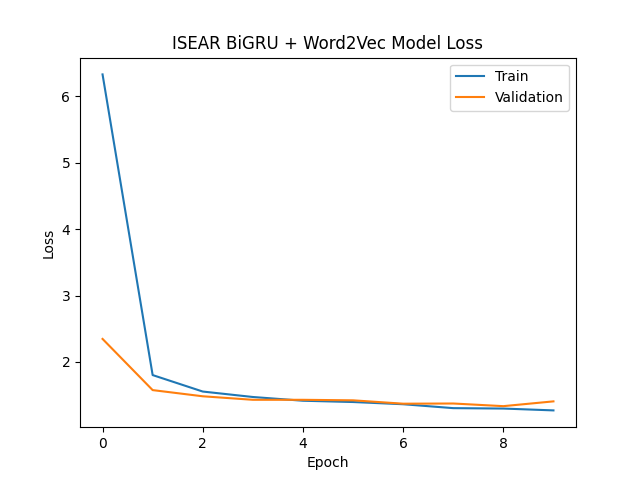 ISEAR BiGRU + Word2Vec Model Loss
Train
Validation
6
5
4
3
2
Loss
0 2 4 6 8
Epoch